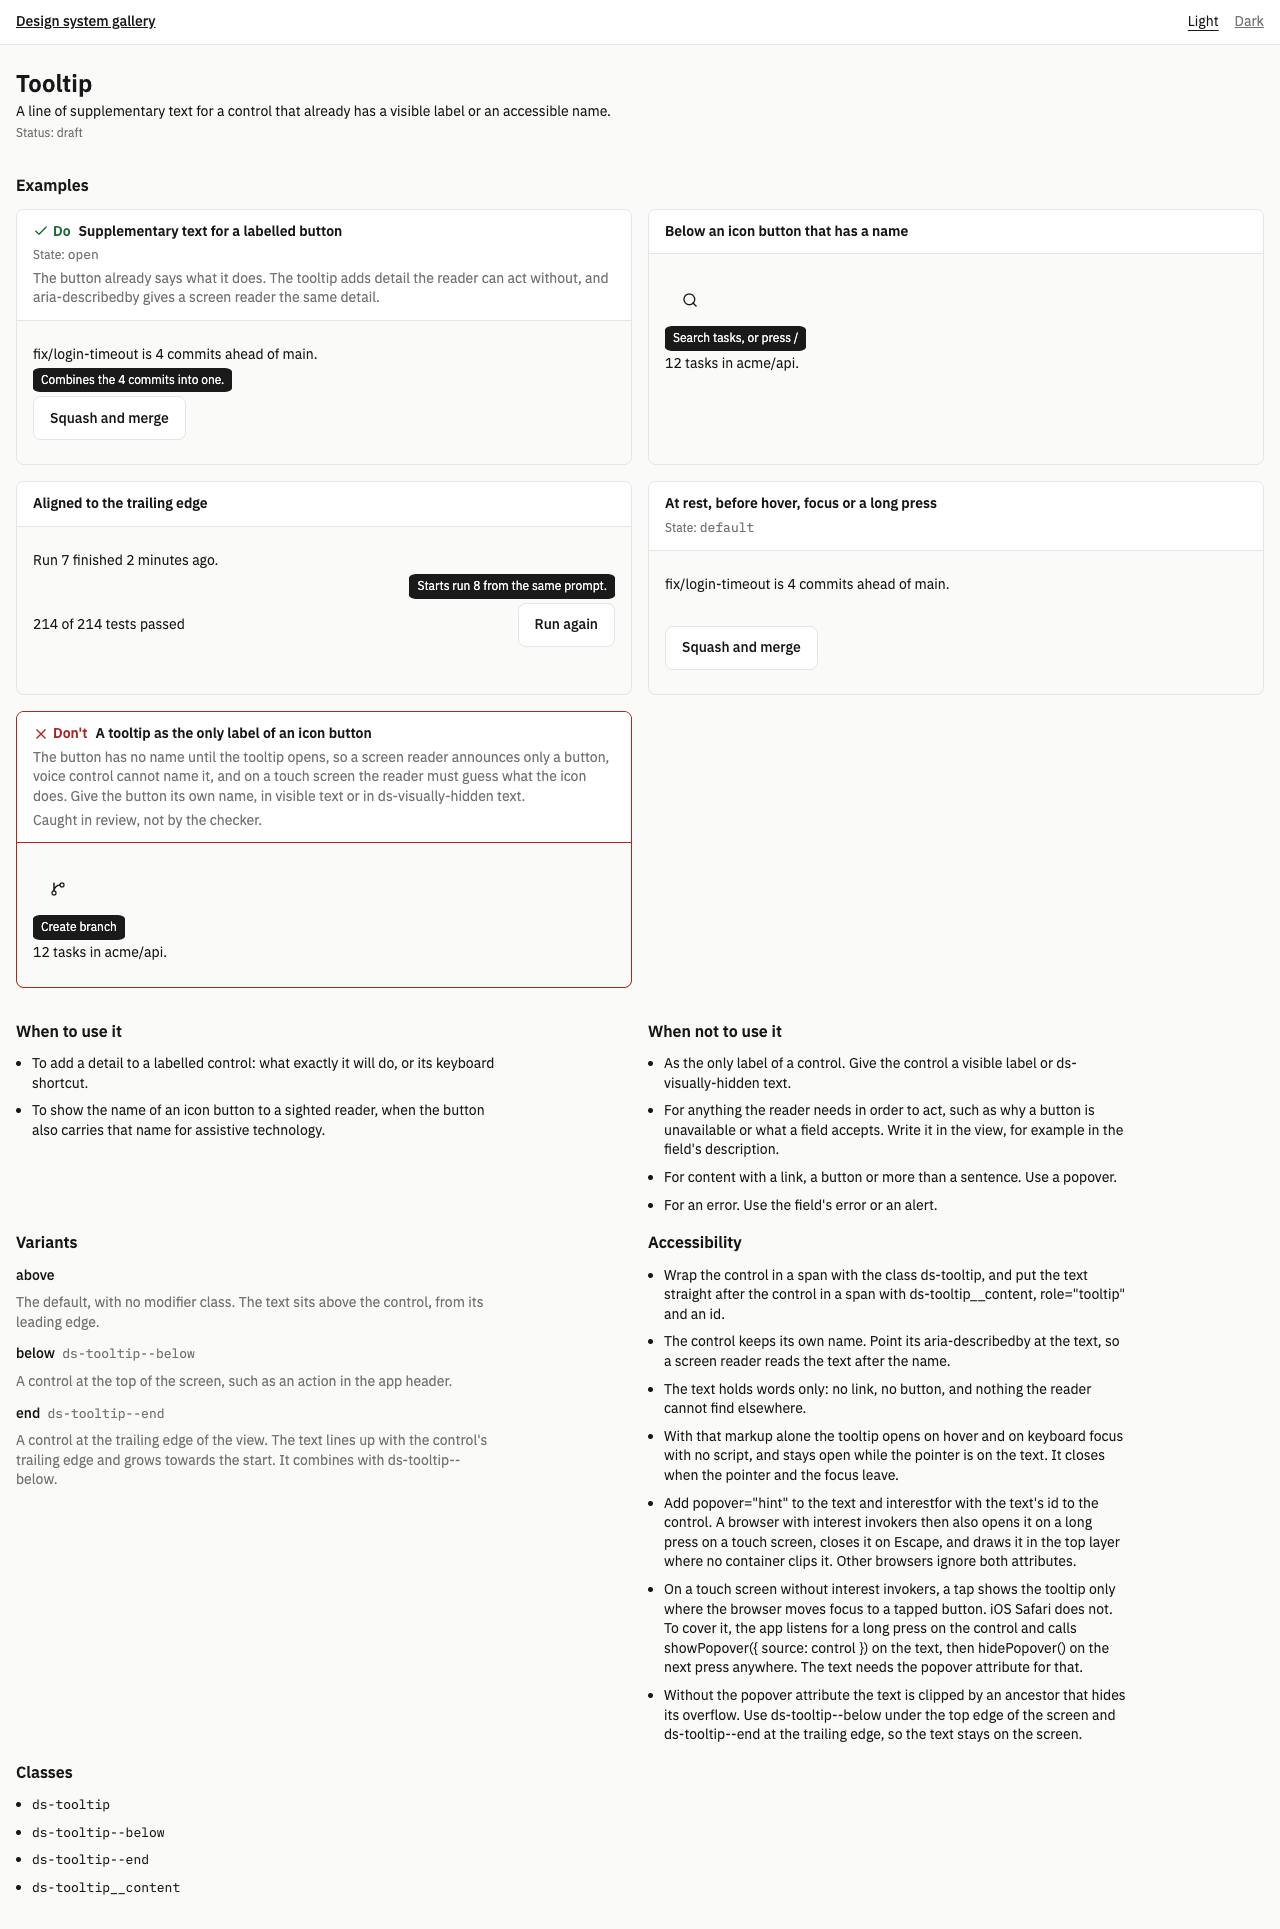 Design system gallery
Light Dark
Tooltip
A line of supplementary text for a control that already has a visible label or an accessible name.
Status: draft
Examples
Do Supplementary text for a labelled button
State: open
The button already says what it does. The tooltip adds detail the reader can act without, and
aria-describedby gives a screen reader the same detail.
fix/login-timeout is 4 commits ahead of main.
Combines the 4 commits into one.
Squash and merge
Below an icon button that has a name
Search tasks, or press /
12 tasks in acme/api.
Aligned to the trailing edge
Run 7 finished 2 minutes ago.
Starts run 8 from the same prompt.
214 of 214 tests passed
Run again
At rest, before hover, focus or a long press
State: default
fix/login-timeout is 4 commits ahead of main.
Squash and merge
Don't A tooltip as the only label of an icon button
The button has no name until the tooltip opens, so a screen reader announces only a button,
voice control cannot name it, and on a touch screen the reader must guess what the icon
does. Give the button its own name, in visible text or in ds-visually-hidden text.
Caught in review, not by the checker.
Create branch
12 tasks in acme/api.
When to use it
To add a detail to a labelled control: what exactly it will do, or its keyboard
shortcut.
To show the name of an icon button to a sighted reader, when the button
also carries that name for assistive technology.
When not to use it
As the only label of a control. Give the control a visible label or ds-
visually-hidden text.
For anything the reader needs in order to act, such as why a button is
unavailable or what a field accepts. Write it in the view, for example in the
field's description.
For content with a link, a button or more than a sentence. Use a popover.
For an error. Use the field's error or an alert.
Variants
above
The default, with no modifier class. The text sits above the control, from its
leading edge.
below ds-tooltip--below
A control at the top of the screen, such as an action in the app header.
end ds-tooltip--end
A control at the trailing edge of the view. The text lines up with the control's
trailing edge and grows towards the start. It combines with ds-tooltip--
below.
Accessibility
Wrap the control in a span with the class ds-tooltip, and put the text
straight after the control in a span with ds-tooltip__content, role="tooltip"
and an id.
The control keeps its own name. Point its aria-describedby at the text, so
a screen reader reads the text after the name.
The text holds words only: no link, no button, and nothing the reader
cannot find elsewhere.
With that markup alone the tooltip opens on hover and on keyboard focus
with no script, and stays open while the pointer is on the text. It closes
when the pointer and the focus leave.
Add popover="hint" to the text and interestfor with the text's id to the
control. A browser with interest invokers then also opens it on a long
press on a touch screen, closes it on Escape, and draws it in the top layer
where no container clips it. Other browsers ignore both attributes.
On a touch screen without interest invokers, a tap shows the tooltip only
where the browser moves focus to a tapped button. iOS Safari does not.
To cover it, the app listens for a long press on the control and calls
showPopover({ source: control }) on the text, then hidePopover() on the
next press anywhere. The text needs the popover attribute for that.
Without the popover attribute the text is clipped by an ancestor that hides
its overflow. Use ds-tooltip--below under the top edge of the screen and
ds-tooltip--end at the trailing edge, so the text stays on the screen.
Classes
ds-tooltip
ds-tooltip--below
ds-tooltip--end
ds-tooltip__content